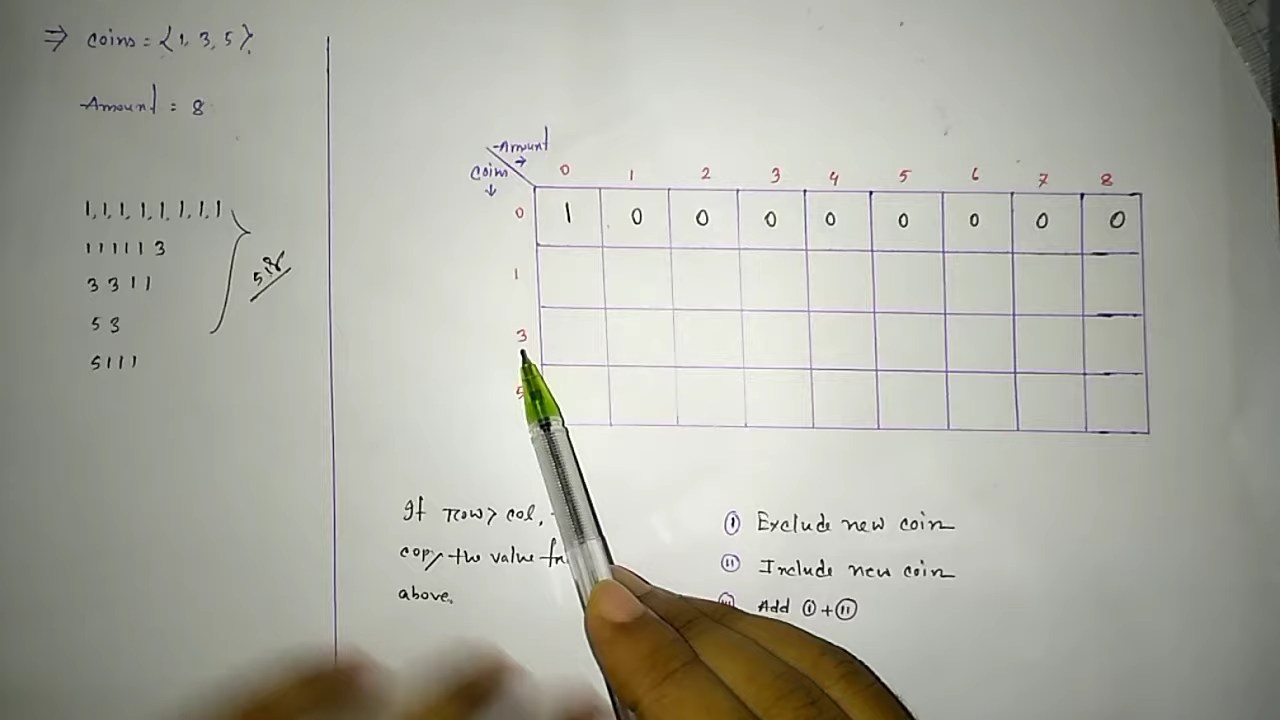 ⇒ coins = {1, 3, 5}.
Amount = 8
1, 1, 1, 1, 1, 1, 1, 1
1 1 1 1 1 3
3 3 1 1
5 3
5 1 1 1
Amount →
Coins ↓
0 1 2 3 4 5 6 7 8
0 1 0 0 0 0 0 0 0 0
1
3
5
If row > col,
copy the value
above.
(i) Exclude new coin
(ii) Include new coin
Add (i) + (ii)